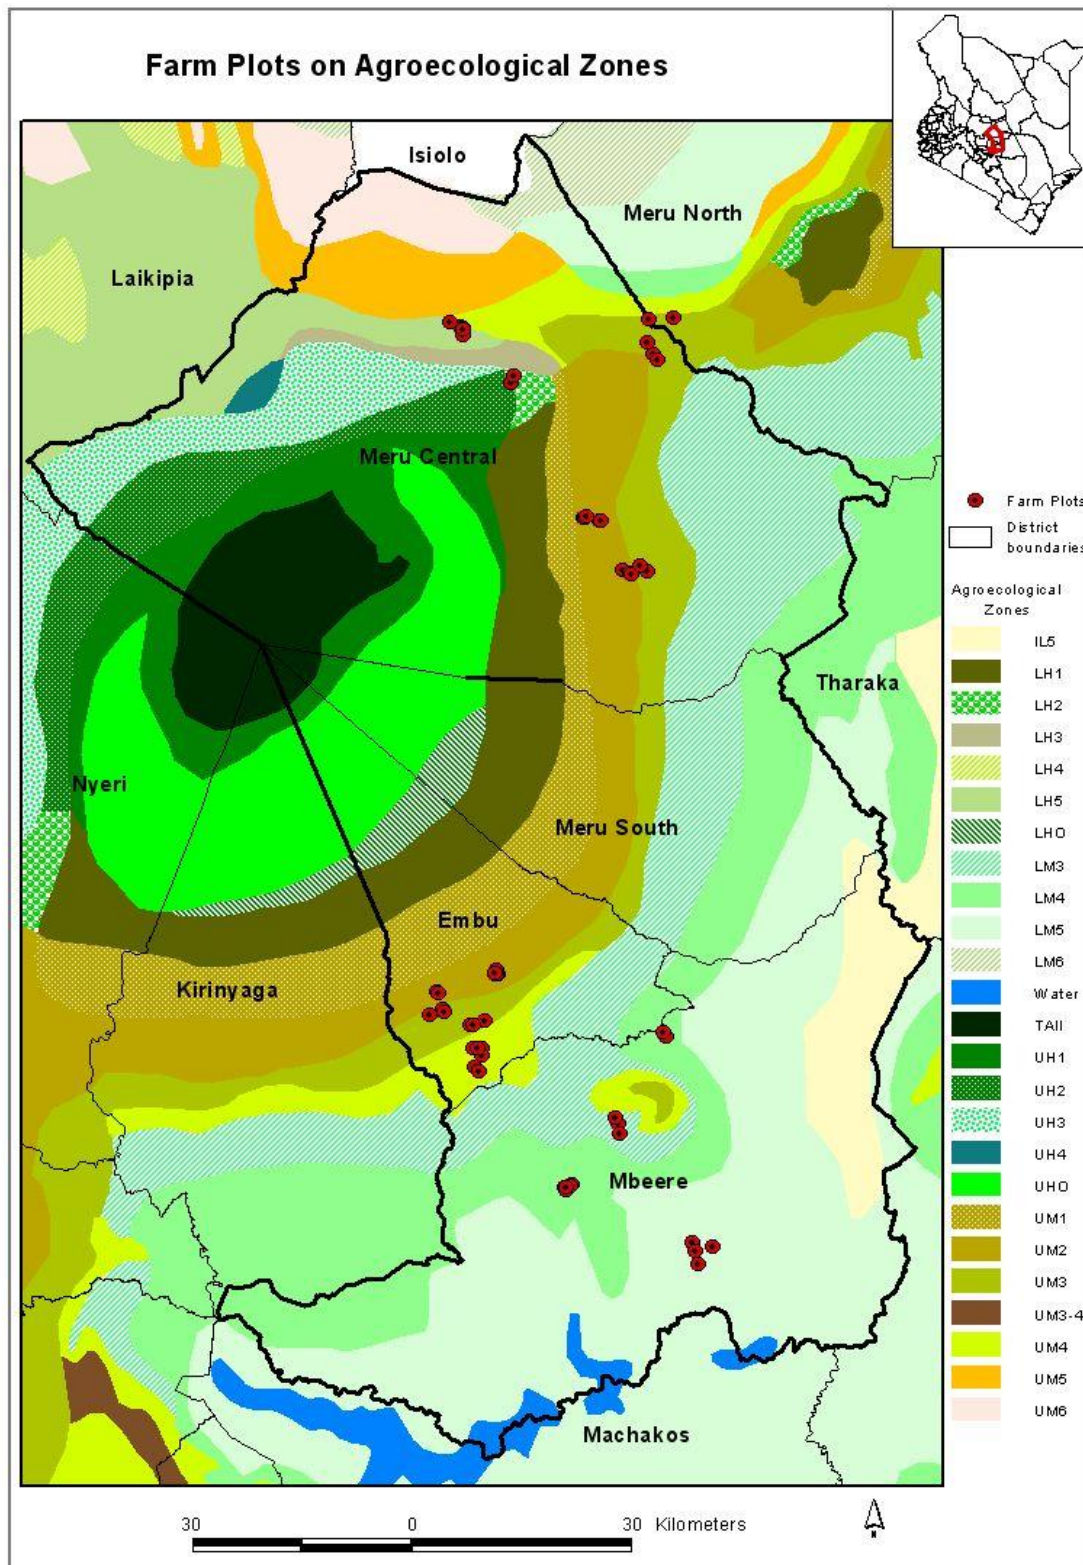 Farm Plots on Agroecological Zones
Isiolo
Meru North
Laikipia
Meru Central
Tharaka
Nyeri
Meru South
Embu
Kirinyaga
Mbeere
Machakos
Farm Plots
District
boundaries
Agroecological
Zones
IL5
LH1
LH2
LH3
LH4
LH5
LH0
LM3
LM4
LM5
LM6
Water
TAII
UH1
UH2
UH3
UH4
UH0
UM1
UM2
UM3
UM3-4
UM4
UM5
UM6
30 0 30 Kilometers
N